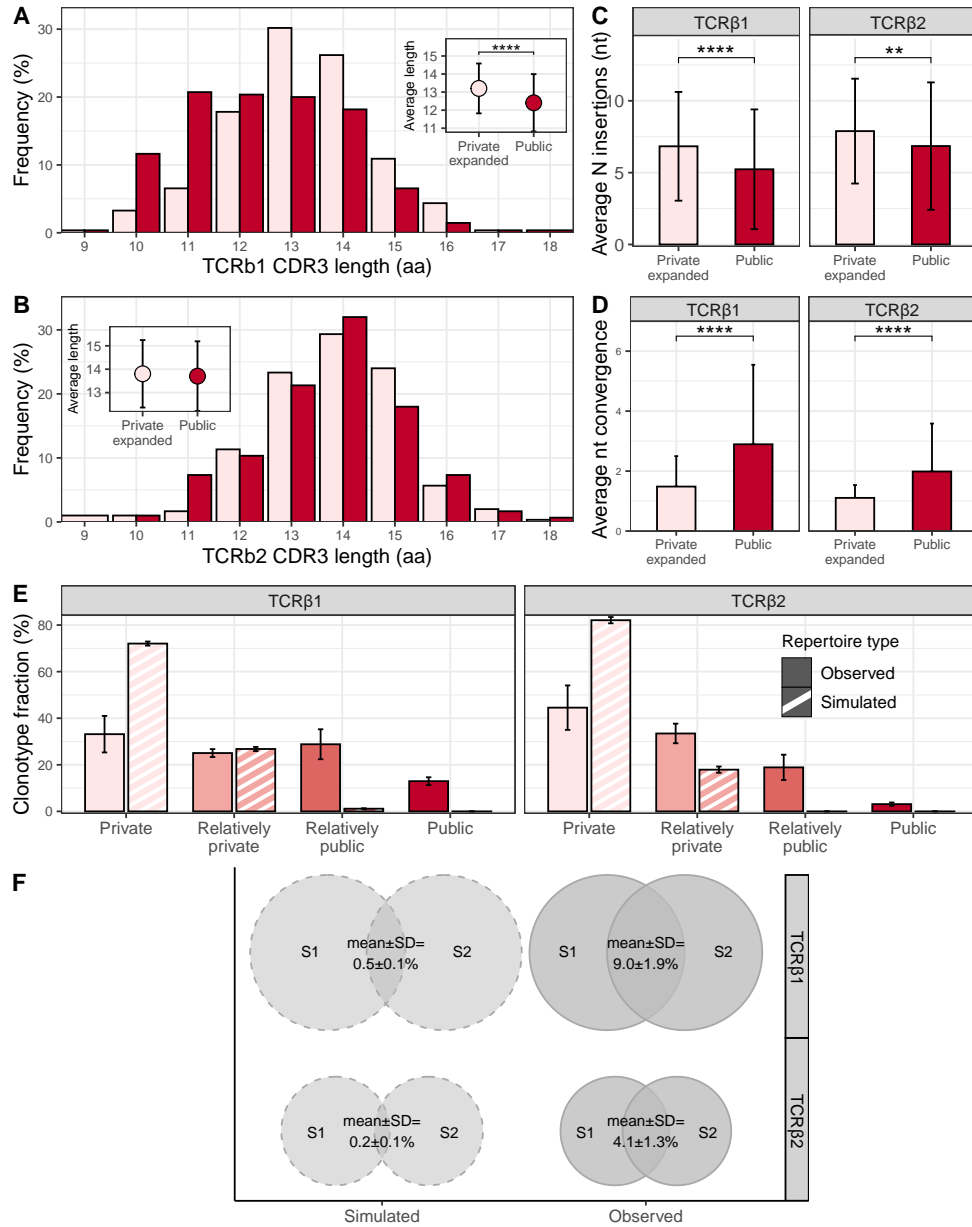 A
Frequency (%)
30
20
10
0
9 10 11 12 13 14 15 16 17 18
TCRb1 CDR3 length (aa)
Average length
15
14
13
12
11
****
Private
expanded
Public
B
Frequency (%)
30
20
10
0
9 10 11 12 13 14 15 16 17 18
TCRb2 CDR3 length (aa)
Average length
15
14
13
Private
expanded
Public
C
Average N insertions (nt)
10
5
0
TCRβ1
TCRβ2
****
**
Private
expanded
Public
Private
expanded
Public
D
Average nt convergence
6
4
2
0
TCRβ1
TCRβ2
****
****
Private
expanded
Public
Private
expanded
Public
E
Clonotype fraction (%)
80
60
40
20
0
TCRβ1
TCRβ2
Repertoire type
Observed
Simulated
Private
Relatively
private
Relatively
public
Public
Private
Relatively
private
Relatively
public
Public
F
S1
mean±SD=
0.5±0.1%
S2
S1
mean±SD=
9.0±1.9%
S2
TCRβ1
S1
mean±SD=
0.2±0.1%
S2
S1
mean±SD=
4.1±1.3%
S2
TCRβ2
Simulated
Observed